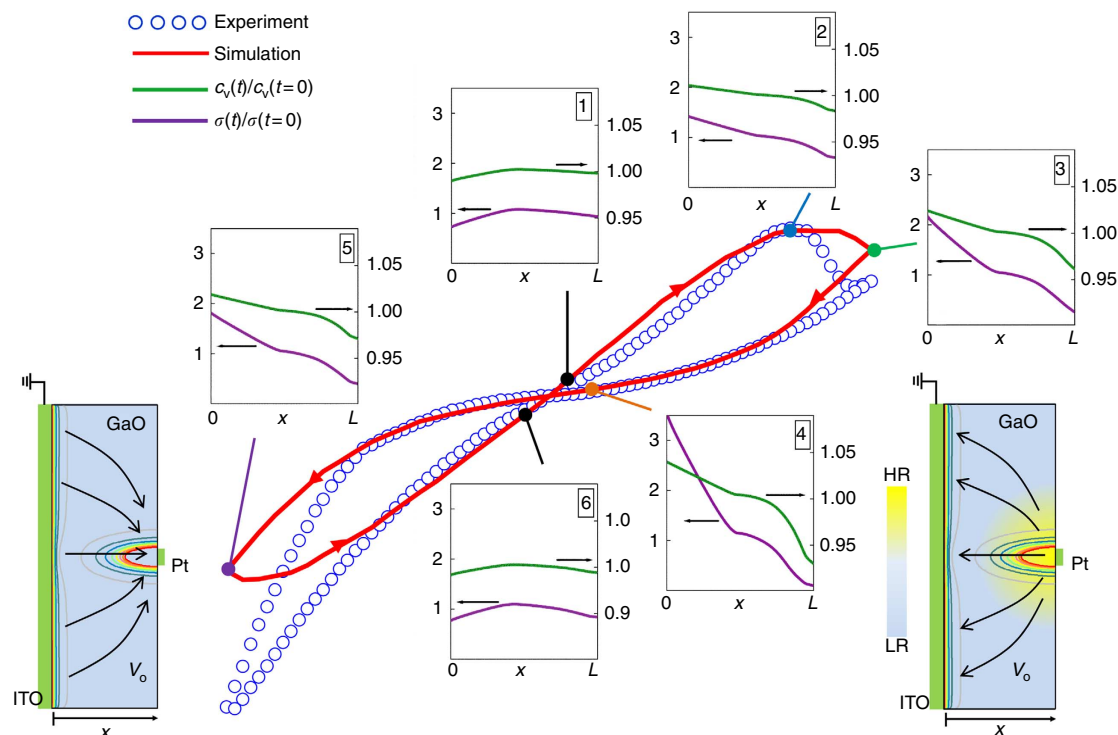 Experiment
Simulation
cᵥ(t)/cᵥ(t=0)
σ(t)/σ(t=0)
1
3
2
1
1.05
1.00
0.95
0 x L
2
3
2
1
1.05
1.00
0.95
0 x L
3
3
2
1
1.05
1.00
0.95
0 x L
5
3
2
1
1.05
1.00
0.95
0 x L
4
3
2
1
1.05
1.00
0.95
0 x L
6
3
2
1
1.0
1.0
0.9
0 x L
GaO
Pt
Vₒ
ITO
x
HR
LR
GaO
Pt
Vₒ
ITO
x